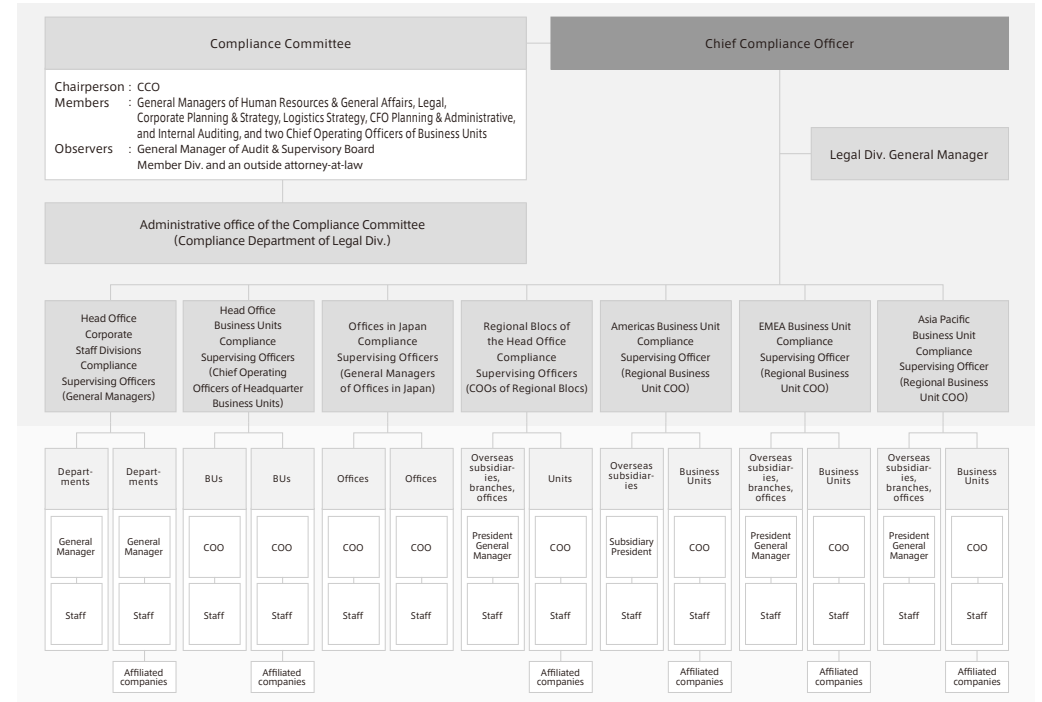 Compliance Committee
Chief Compliance Officer
Chairperson : CCO
Members : General Managers of Human Resources & General Affairs, Legal,
Corporate Planning & Strategy, Logistics Strategy, CFO Planning & Administrative,
and Internal Auditing, and two Chief Operating Officers of Business Units
Observers : General Manager of Audit & Supervisory Board
Member Div. and an outside attorney-at-law
Legal Div. General Manager
Administrative office of the Compliance Committee
(Compliance Department of Legal Div.)
Head Office
Corporate
Staff Divisions
Compliance
Supervising Officers
(General Managers)
Head Office
Business Units
Compliance
Supervising Officers
(Chief Operating
Officers of Headquarter
Business Units)
Offices in Japan
Compliance
Supervising Officers
(General Managers
of Offices in Japan)
Regional Blocs of
the Head Office
Compliance
Supervising Officers
(COOs of Regional Blocs)
Americas Business Unit
Compliance
Supervising Officer
(Regional Business
Unit COO)
EMEA Business Unit
Compliance
Supervising Officer
(Regional Business
Unit COO)
Asia Pacific
Business Unit
Compliance
Supervising Officer
(Regional Business
Unit COO)
Depart-
ments
General
Manager
Staff
Depart-
ments
General
Manager
Staff
Affiliated
companies
BUs
COO
Staff
BUs
COO
Staff
Affiliated
companies
Offices
COO
Staff
Offices
COO
Staff
Overseas
subsidiar-
ies,
branches,
offices
President
General
Manager
Staff
Units
COO
Staff
Affiliated
companies
Overseas
subsidiar-
ies
Subsidiary
President
Staff
Business
Units
COO
Staff
Affiliated
companies
Overseas
subsidiar-
ies,
branches,
offices
President
General
Manager
Staff
Business
Units
COO
Staff
Affiliated
companies
Overseas
subsidiar-
ies,
branches,
offices
President
General
Manager
Staff
Business
Units
COO
Staff
Affiliated
companies